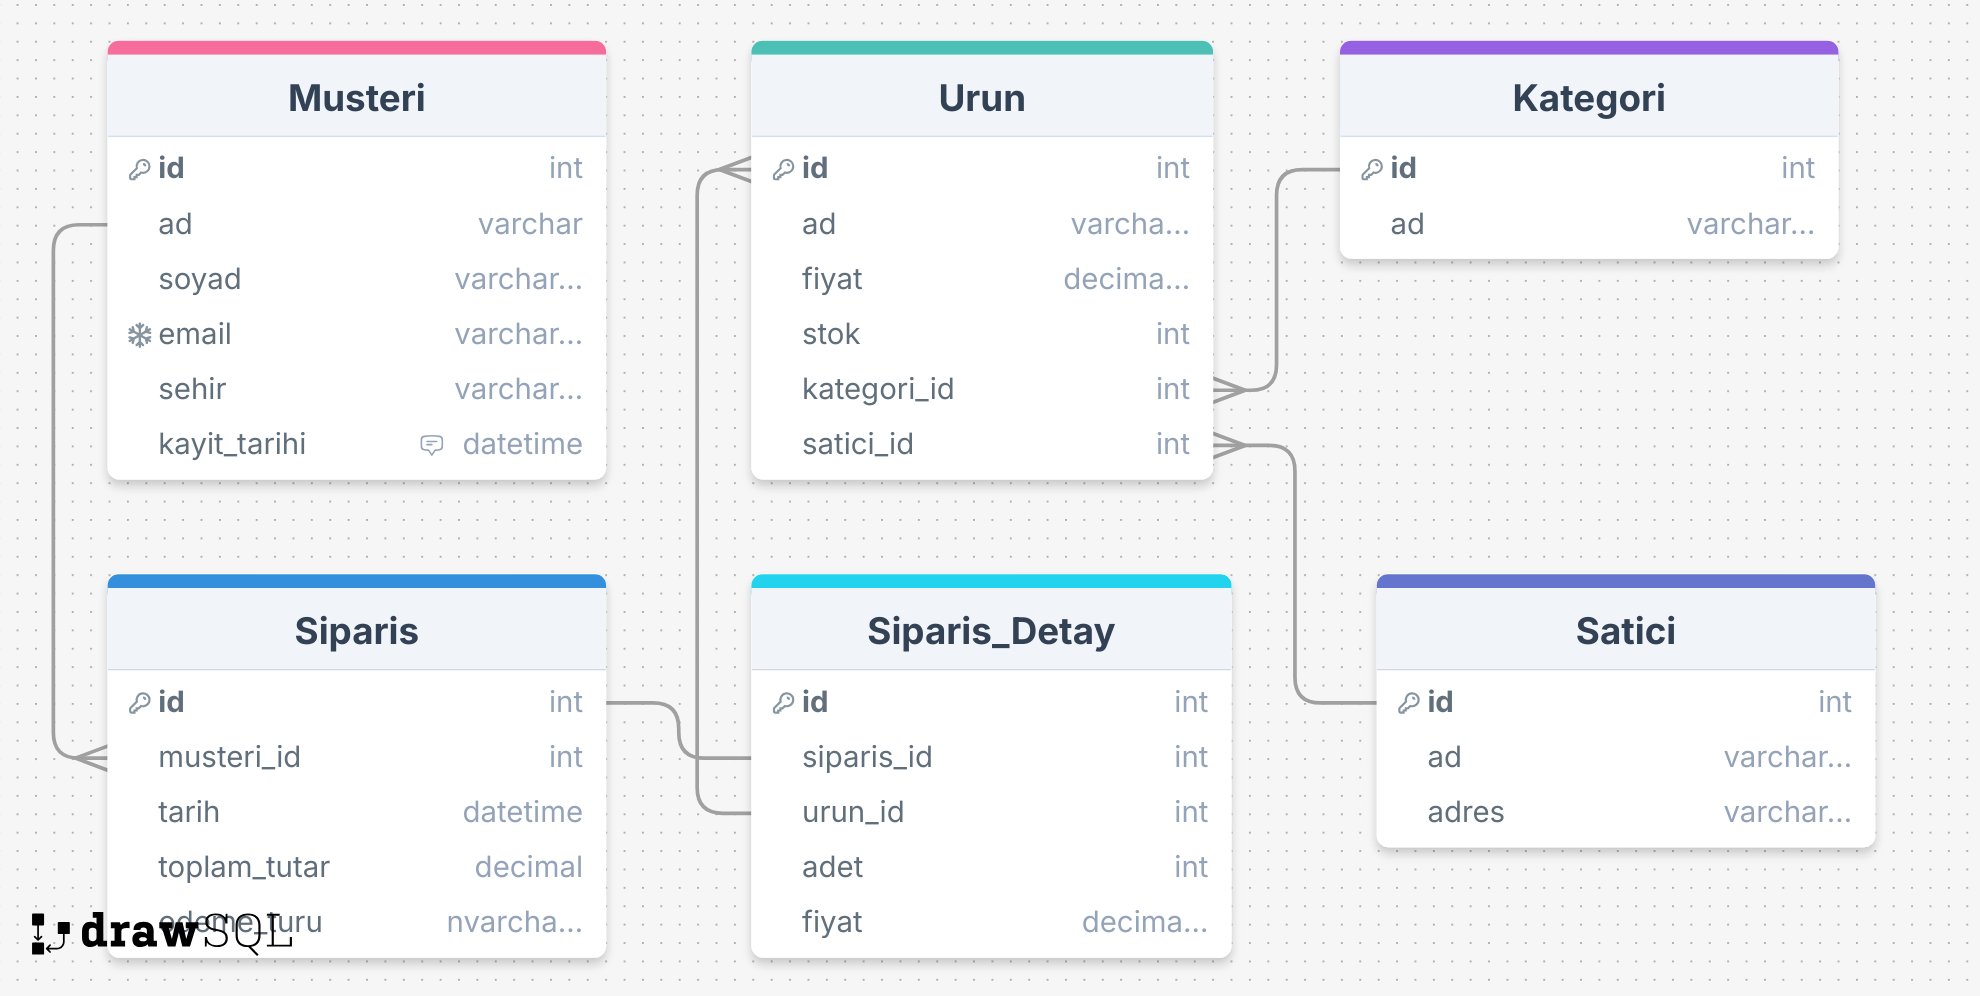 Musteri
id int
ad varchar
soyad varchar...
email varchar...
sehir varchar...
kayit_tarihi datetime
Urun
id int
ad varcha...
fiyat decima...
stok int
kategori_id int
satici_id int
Kategori
id int
ad varchar...
Siparis
id int
musteri_id int
tarih datetime
toplam_tutar decimal
odeme_turu nvarcha...
Siparis_Detay
id int
siparis_id int
urun_id int
adet int
fiyat decima...
Satici
id int
ad varchar...
adres varchar...
drawSQL